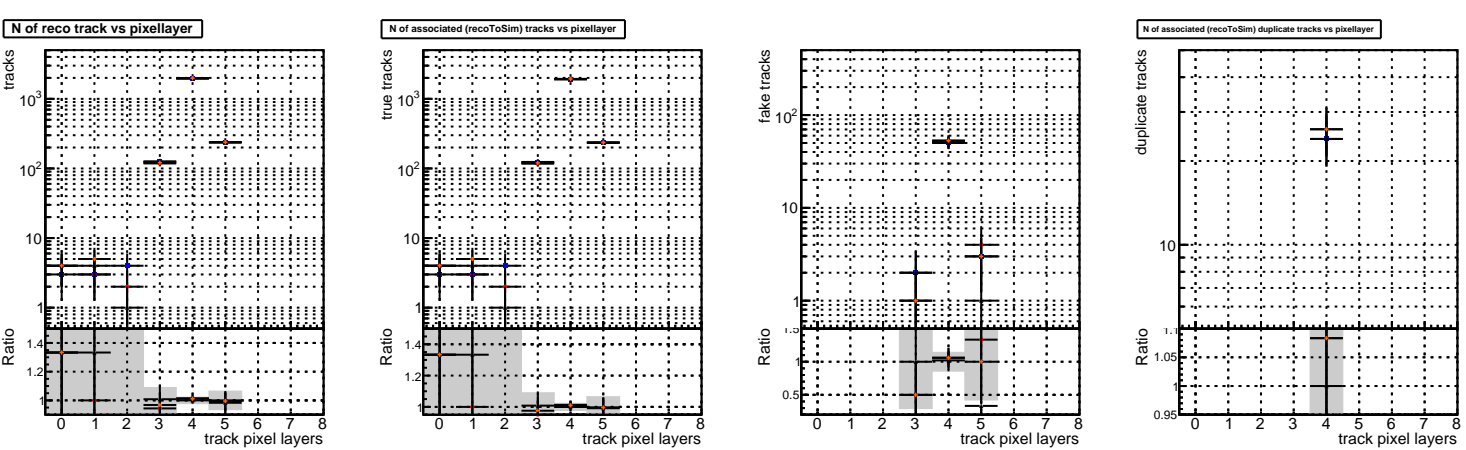 N of reco track vs pixellayer
tracks
10³
10²
10
1
Ratio
1.4
1.2
1
0 1 2 3 4 5 6 7 8
track pixel layers
N of associated (recoToSim) tracks vs pixellayer
true tracks
10³
10²
10
1
Ratio
1.4
1.2
1
0 1 2 3 4 5 6 7 8
track pixel layers
fake tracks
10²
10
1
Ratio
1.5
1
0.5
0 1 2 3 4 5 6 7 8
track pixel layers
N of associated (recoToSim) duplicate tracks vs pixellayer
duplicate tracks
10
Ratio
1.1
1.05
1
0.95
0 1 2 3 4 5 6 7 8
track pixel layers